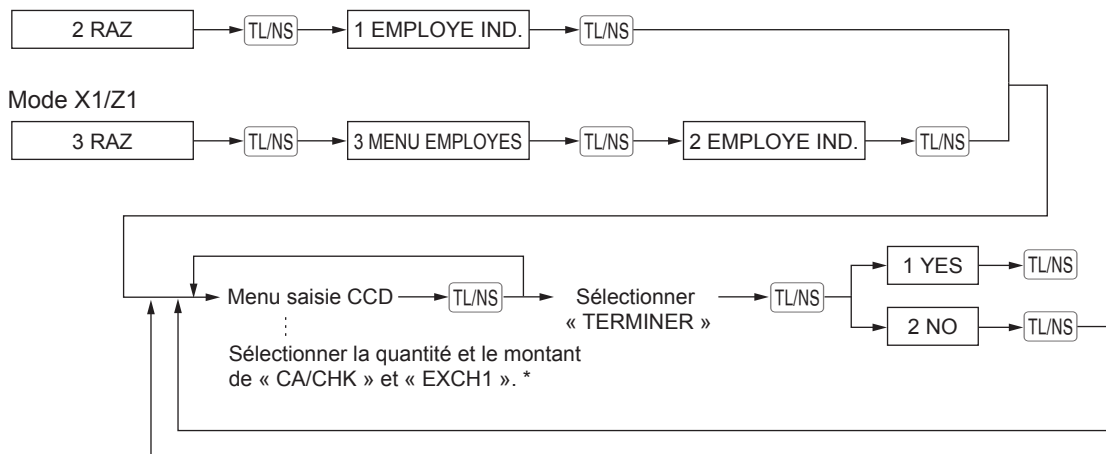 2 RAZ TL/NS 1 EMPLOYE IND. TL/NS
Mode X1/Z1
3 RAZ TL/NS 3 MENU EMPLOYES TL/NS 2 EMPLOYE IND. TL/NS
1 YES TL/NS
Menu saisie CCD TL/NS Sélectionner TL/NS
« TERMINER »
2 NO TL/NS
Sélectionner la quantité et le montant
de « CA/CHK » et « EXCH1 ». *